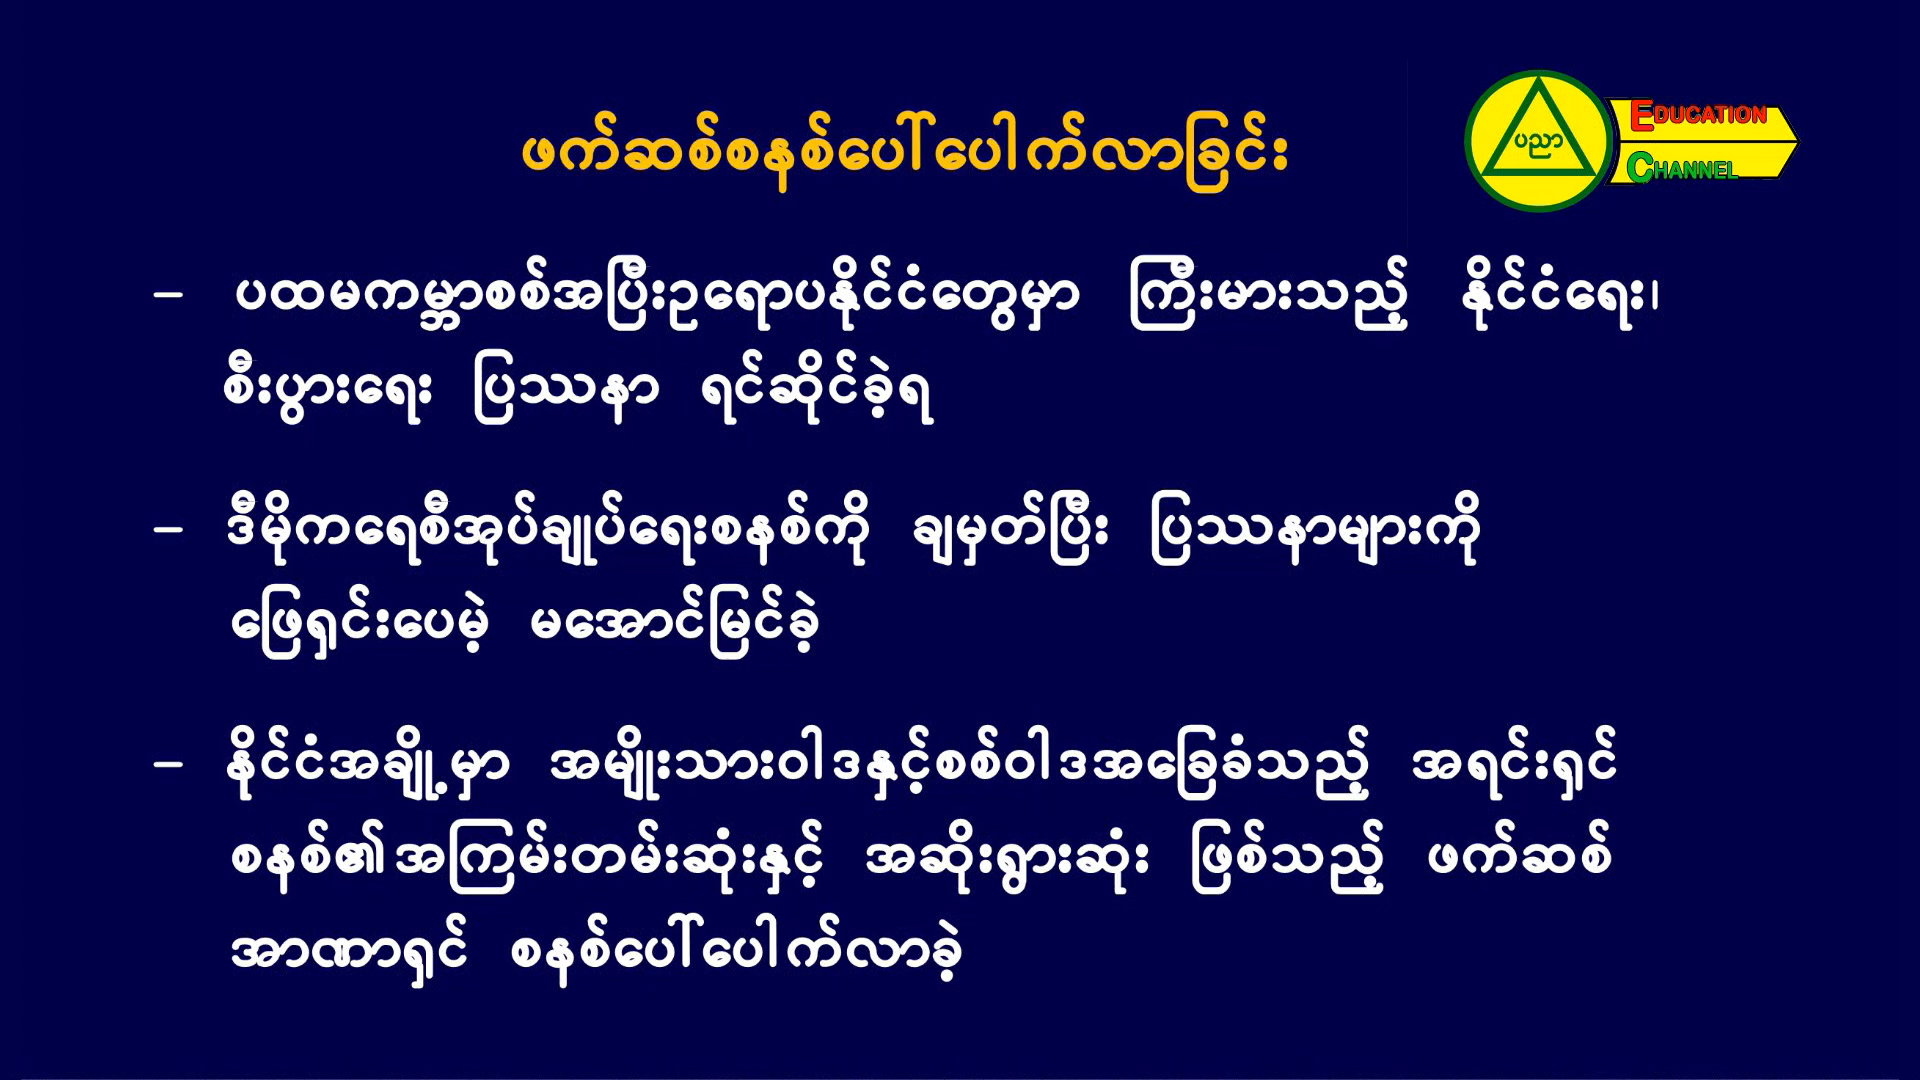 ဖက်ဆစ်စနစ်ပေါ်ပေါက်လာခြင်း
ပညာ
EDUCATION
CHANNEL
– ပထမကမ္ဘာစစ်အပြီးဥရောပနိုင်ငံတွေမှာ ကြီးမားသည့် နိုင်ငံရေး၊
စီးပွားရေး ပြဿနာ ရင်ဆိုင်ခဲ့ရ
– ဒီမိုကရေစီအုပ်ချုပ်ရေးစနစ်ကို ချမှတ်ပြီး ပြဿနာများကို
ဖြေရှင်းပေမဲ့ မအောင်မြင်ခဲ့
– နိုင်ငံအချို့မှာ အမျိုးသားဝါဒနှင့်စစ်ဝါဒအခြေခံသည့် အရင်းရှင်
စနစ်၏အကြမ်းတမ်းဆုံးနှင့် အဆိုးရွားဆုံး ဖြစ်သည့် ဖက်ဆစ်
အာဏာရှင် စနစ်ပေါ်ပေါက်လာခဲ့